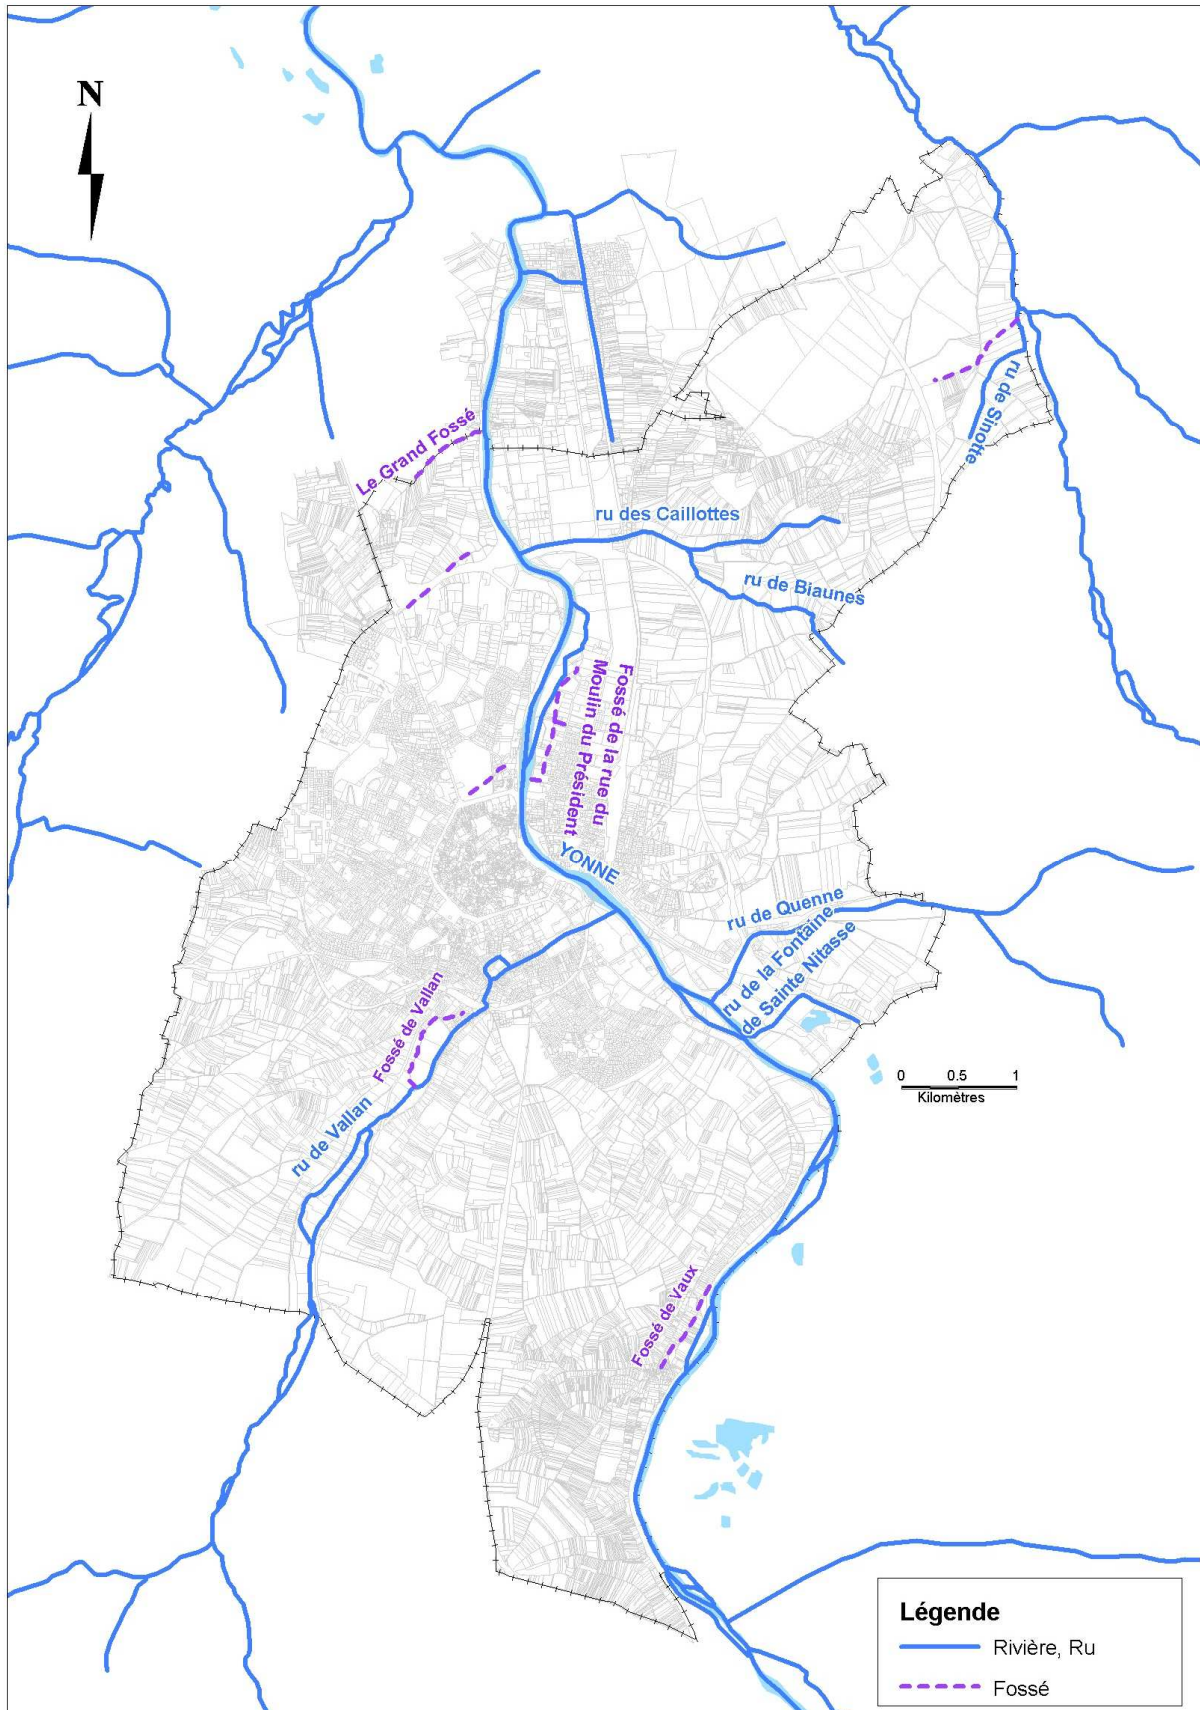 N
Le Grand Fossé
ru de Sinotte
ru des Caillottes
ru de Biaunes
Fossé de la rue du
Moulin du Président
YONNE
ru de Quenne
ru de la Fontaine
de Sainte Nitasse
Fossé de Vallan
ru de Vallan
0 0.5 1
Kilomètres
Fossé de Vaux
Légende
Rivière, Ru
Fossé